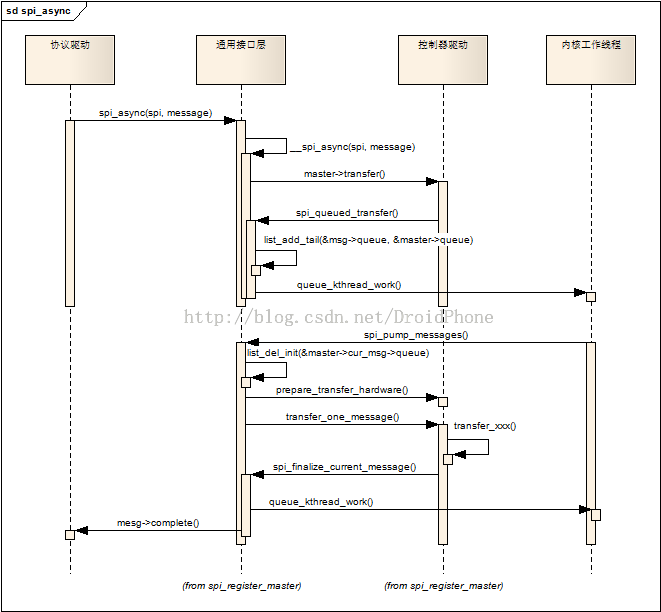 sd spi_async
协议驱动
通用接口层
控制器驱动
内核工作线程
spi_async(spi, message)
__spi_async(spi, message)
master->transfer()
spi_queued_transfer()
list_add_tail(&msg->queue, &master->queue)
queue_kthread_work()
http://blog.csdn.net/DroidPhone
spi_pump_messages()
list_del_init(&master->cur_msg->queue)
prepare_transfer_hardware()
transfer_one_message()
transfer_xxx()
spi_finalize_current_message()
queue_kthread_work()
mesg->complete()
(from spi_register_master)
(from spi_register_master)